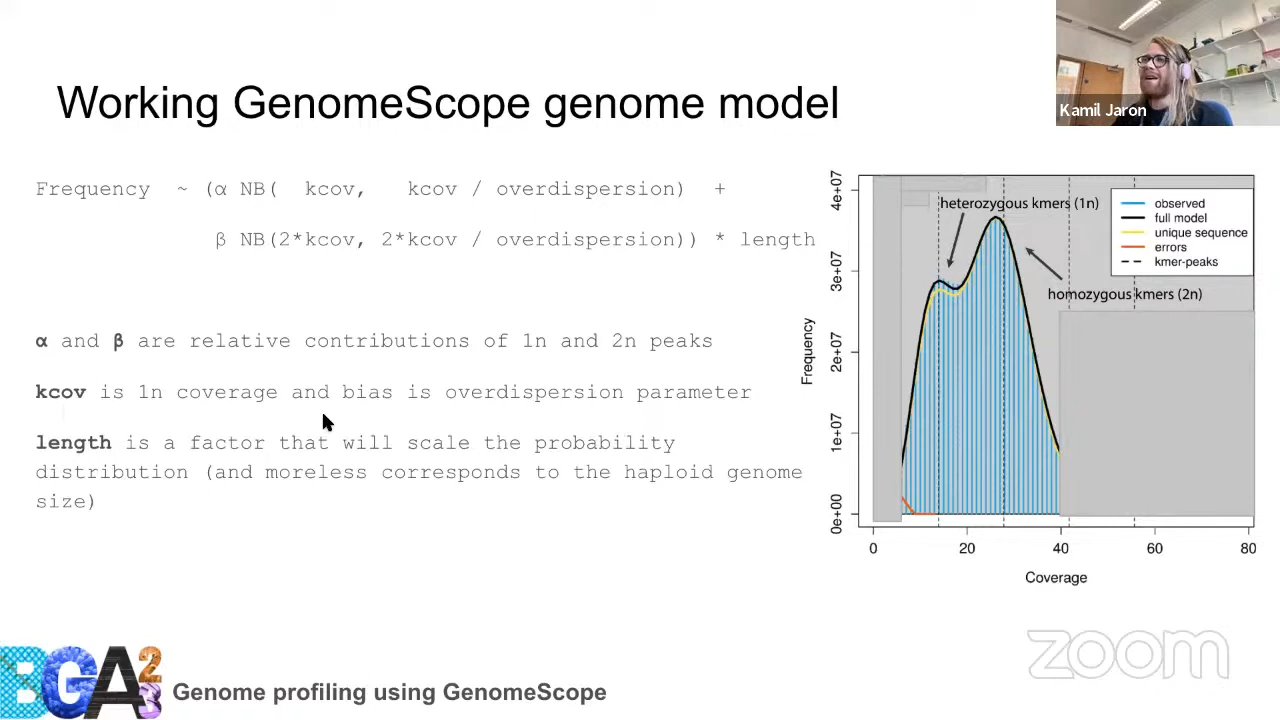 Working GenomeScope genome model
Kamil Jaron
Frequency ~ (α NB( kcov, kcov / overdispersion) +
β NB(2*kcov, 2*kcov / overdispersion)) * length
α and β are relative contributions of 1n and 2n peaks
kcov is 1n coverage and bias is overdispersion parameter
length is a factor that will scale the probability
distribution (and moreless corresponds to the haploid genome
size)
heterozygous kmers (1n)
homozygous kmers (2n)
observed
full model
unique sequence
errors
kmer-peaks
Frequency
4e+07
3e+07
2e+07
1e+07
0e+00
0 20 40 60 80
Coverage
BGA23
Genome profiling using GenomeScope
zoom